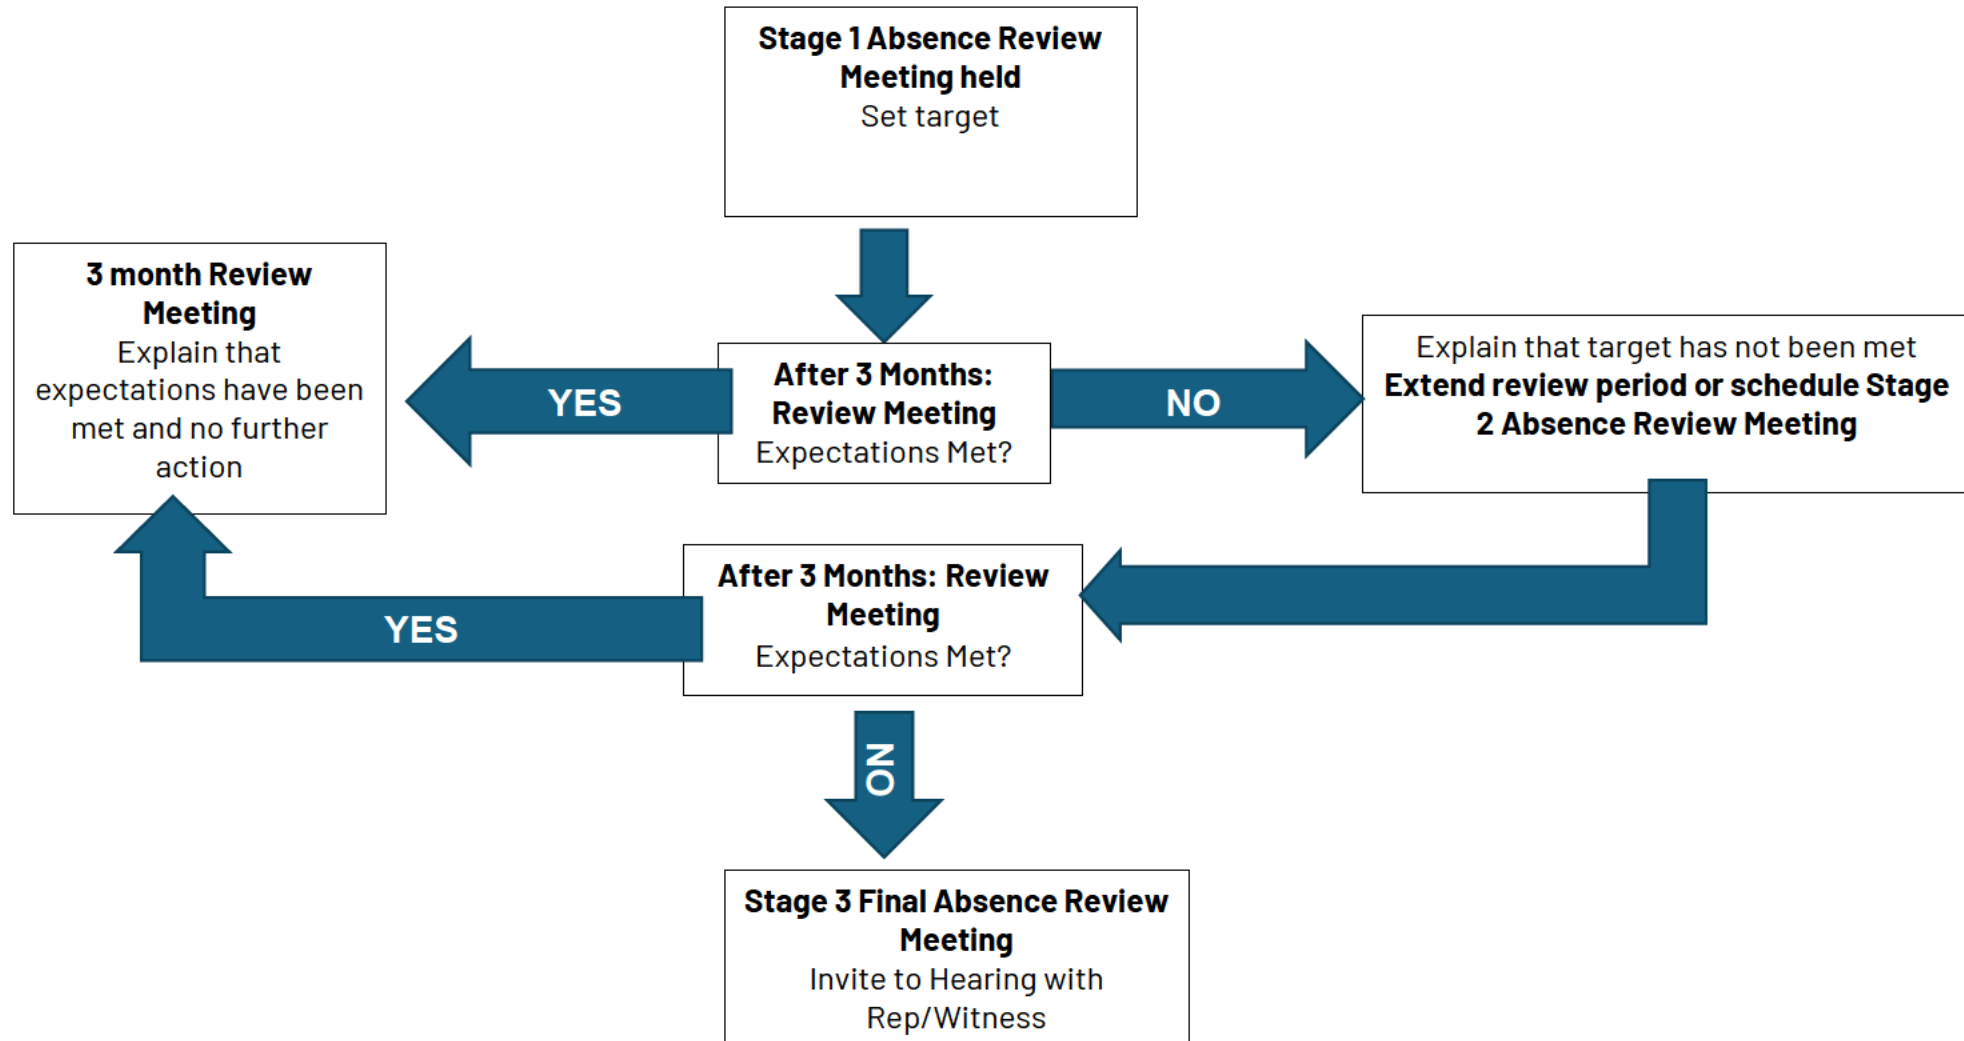 Stage 1 Absence Review
Meeting held
Set target
3 month Review
Meeting
Explain that
expectations have been
met and no further
action
YES
After 3 Months:
Review Meeting
Expectations Met?
NO
Explain that target has not been met
Extend review period or schedule Stage
2 Absence Review Meeting
YES
After 3 Months: Review
Meeting
Expectations Met?
NO
Stage 3 Final Absence Review
Meeting
Invite to Hearing with
Rep/Witness